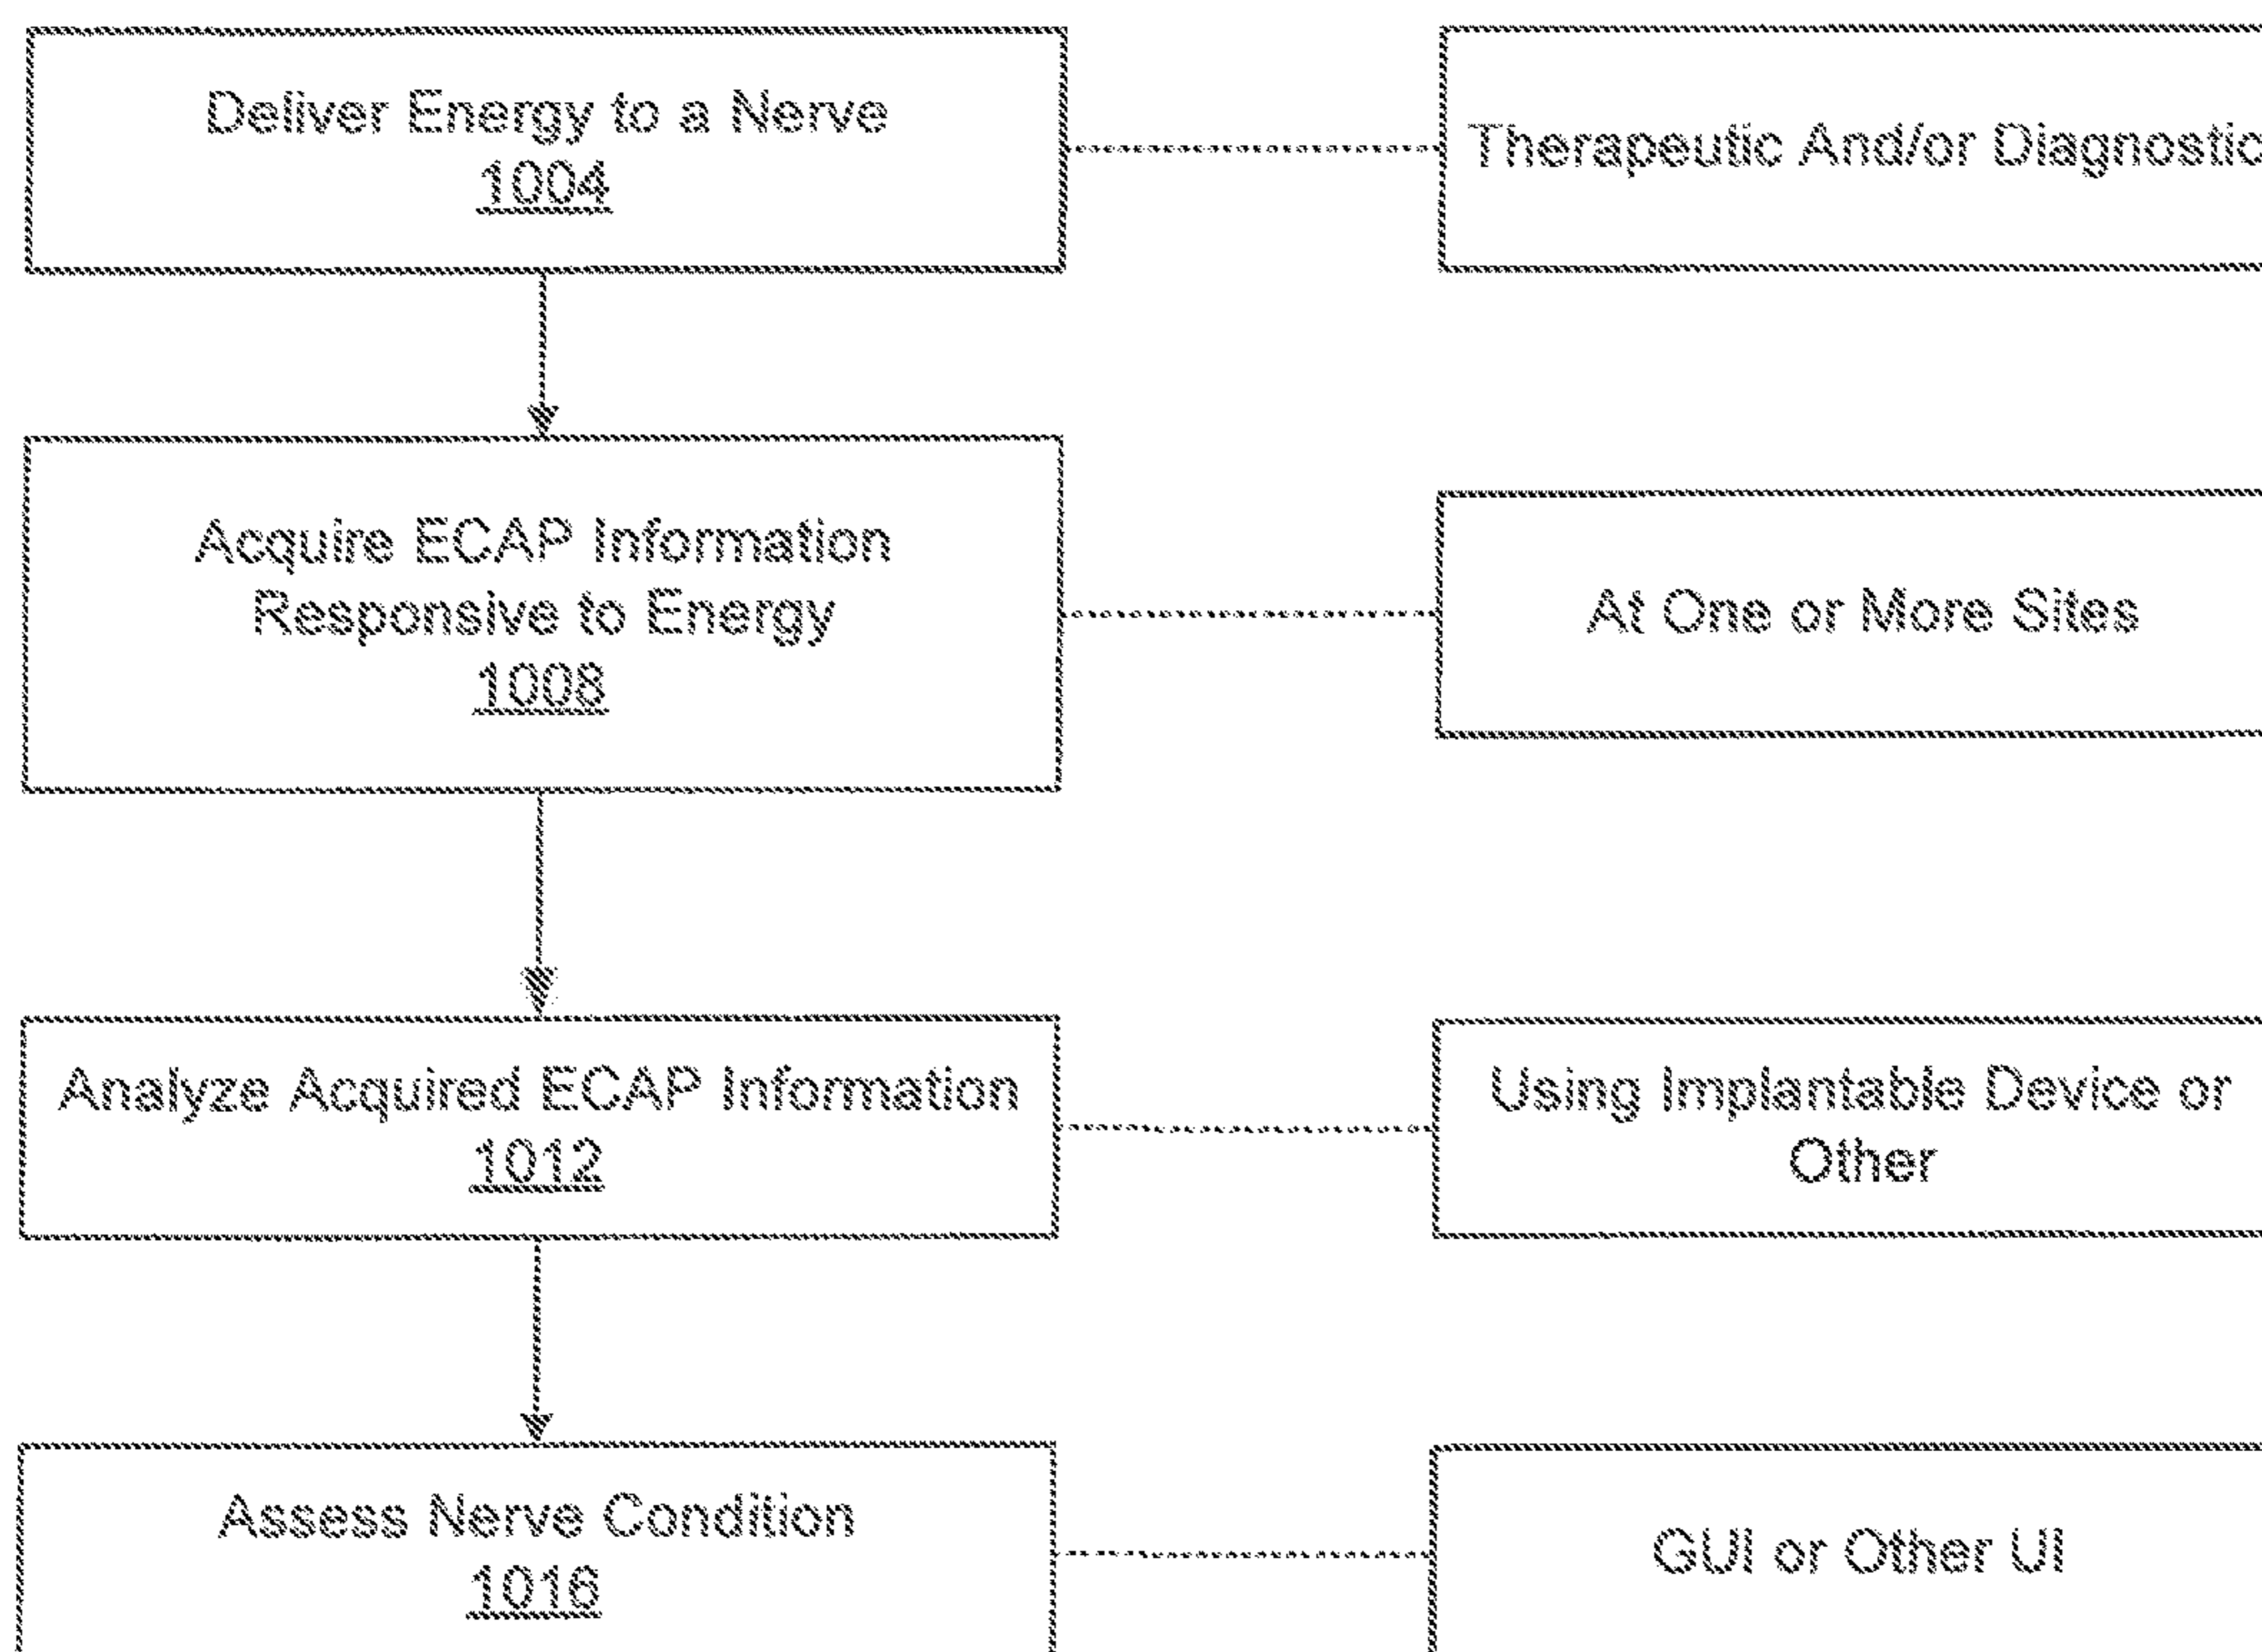 Deliver Energy to a Nerve
1004
Therapeutic And/or Diagnostic
Acquire ECAP Information
Responsive to Energy
1008
At One or More Sites
Analyze Acquired ECAP Information
1012
Using Implantable Device or
Other
Assess Nerve Condition
1016
GUI or Other UI